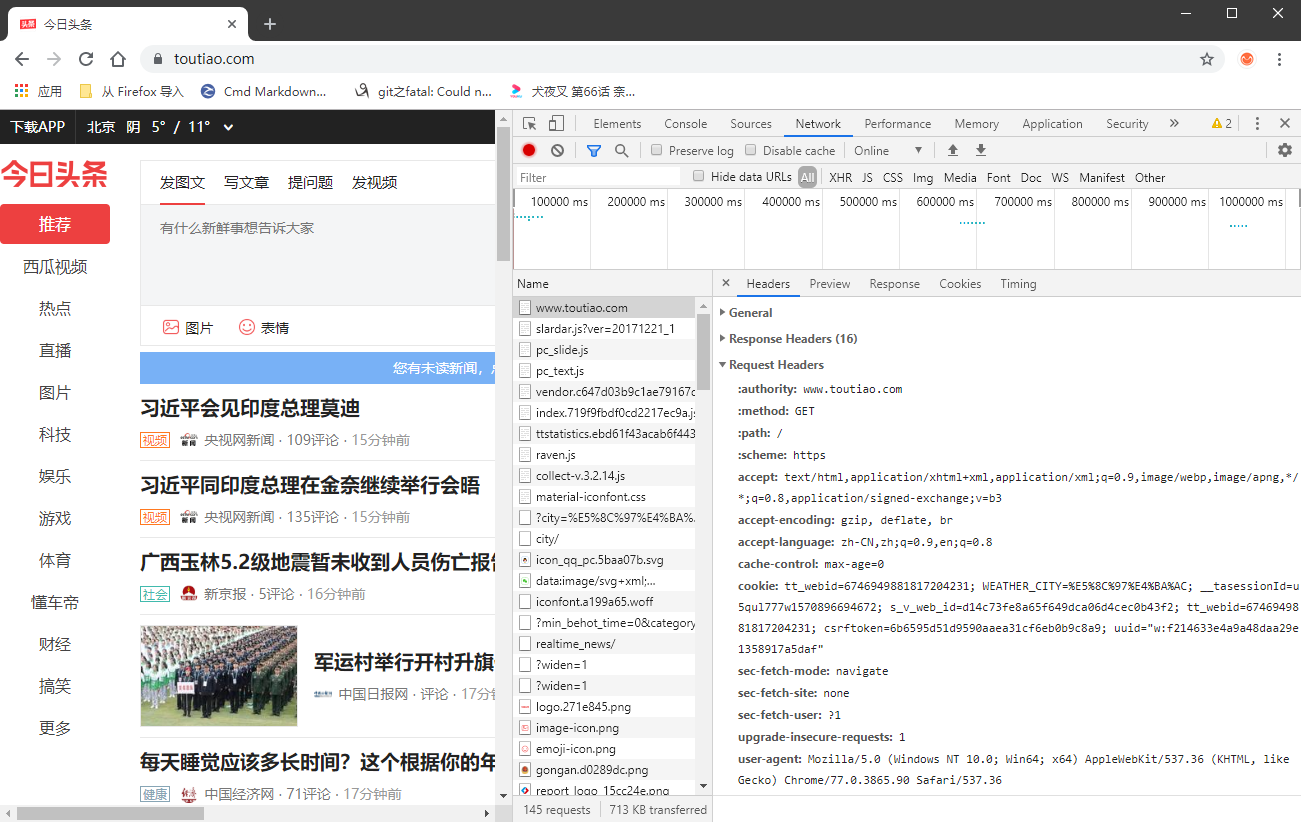 今日头条
toutiao.com
应用 从 Firefox 导入 Cmd Markdown... git之fatal: Could n... 犬夜叉 第66话 奈...
下载APP 北京 阴 5° / 11°
今日头条
推荐
西瓜视频
热点
直播
图片
科技
娱乐
游戏
体育
懂车帝
财经
搞笑
更多
发图文 写文章 提问题 发视频
有什么新鲜事想告诉大家
图片 表情
您有未读新闻，
习近平会见印度总理莫迪
视频 央视网新闻 · 109评论 · 15分钟前
习近平同印度总理在金奈继续举行会晤
视频 央视网新闻 · 135评论 · 15分钟前
广西玉林5.2级地震暂未收到人员伤亡报
社会 新京报 · 5评论 · 16分钟前
军运村举行开村升旗
中国日报网 · 评论 · 17分
每天睡觉应该多长时间？这个根据你的年
健康 中国经济网 · 71评论 · 17分钟前
Elements Console Sources Network Performance Memory Application Security » 2
Preserve log Disable cache Online
Filter Hide data URLs All XHR JS CSS Img Media Font Doc WS Manifest Other
100000 ms 200000 ms 300000 ms 400000 ms 500000 ms 600000 ms 700000 ms 800000 ms 900000 ms 1000000 ms
Name
www.toutiao.com
slardar.js?ver=20171221_1
pc_slide.js
pc_text.js
vendor.c647d03b9c1ae79167c
index.719f9fbdf0cd2217ec9a.js
ttstatistics.ebd61f43acab6f443
raven.js
collect-v.3.2.14.js
material-iconfont.css
?city=%E5%8C%97%E4%BA%.
city/
icon_qq_pc.5baa07b.svg
data:image/svg+xml;...
iconfont.a199a65.woff
?min_behot_time=0&category
realtime_news/
?widen=1
?widen=1
logo.271e845.png
image-icon.png
emoji-icon.png
gongan.d0289dc.png
report_logo_15cc24e.png
145 requests 713 KB transferred
Headers Preview Response Cookies Timing
General
Response Headers (16)
Request Headers
:authority: www.toutiao.com
:method: GET
:path: /
:scheme: https
accept: text/html,application/xhtml+xml,application/xml;q=0.9,image/webp,image/apng,*/
*;q=0.8,application/signed-exchange;v=b3
accept-encoding: gzip, deflate, br
accept-language: zh-CN,zh;q=0.9,en;q=0.8
cache-control: max-age=0
cookie: tt_webid=6746949881817204231; WEATHER_CITY=%E5%8C%97%E4%BA%AC; __tasessionId=u
5qul777w1570896694672; s_v_web_id=d14c73fe8a65f649dca06d4cec0b43f2; tt_webid=67469498
81817204231; csrftoken=6b6595d51d9590aaea31cf6eb0b9c8a9; uuid="w:f214633e4a9a48daa29e
1358917a5daf"
sec-fetch-mode: navigate
sec-fetch-site: none
sec-fetch-user: ?1
upgrade-insecure-requests: 1
user-agent: Mozilla/5.0 (Windows NT 10.0; Win64; x64) AppleWebKit/537.36 (KHTML, like
Gecko) Chrome/77.0.3865.90 Safari/537.36